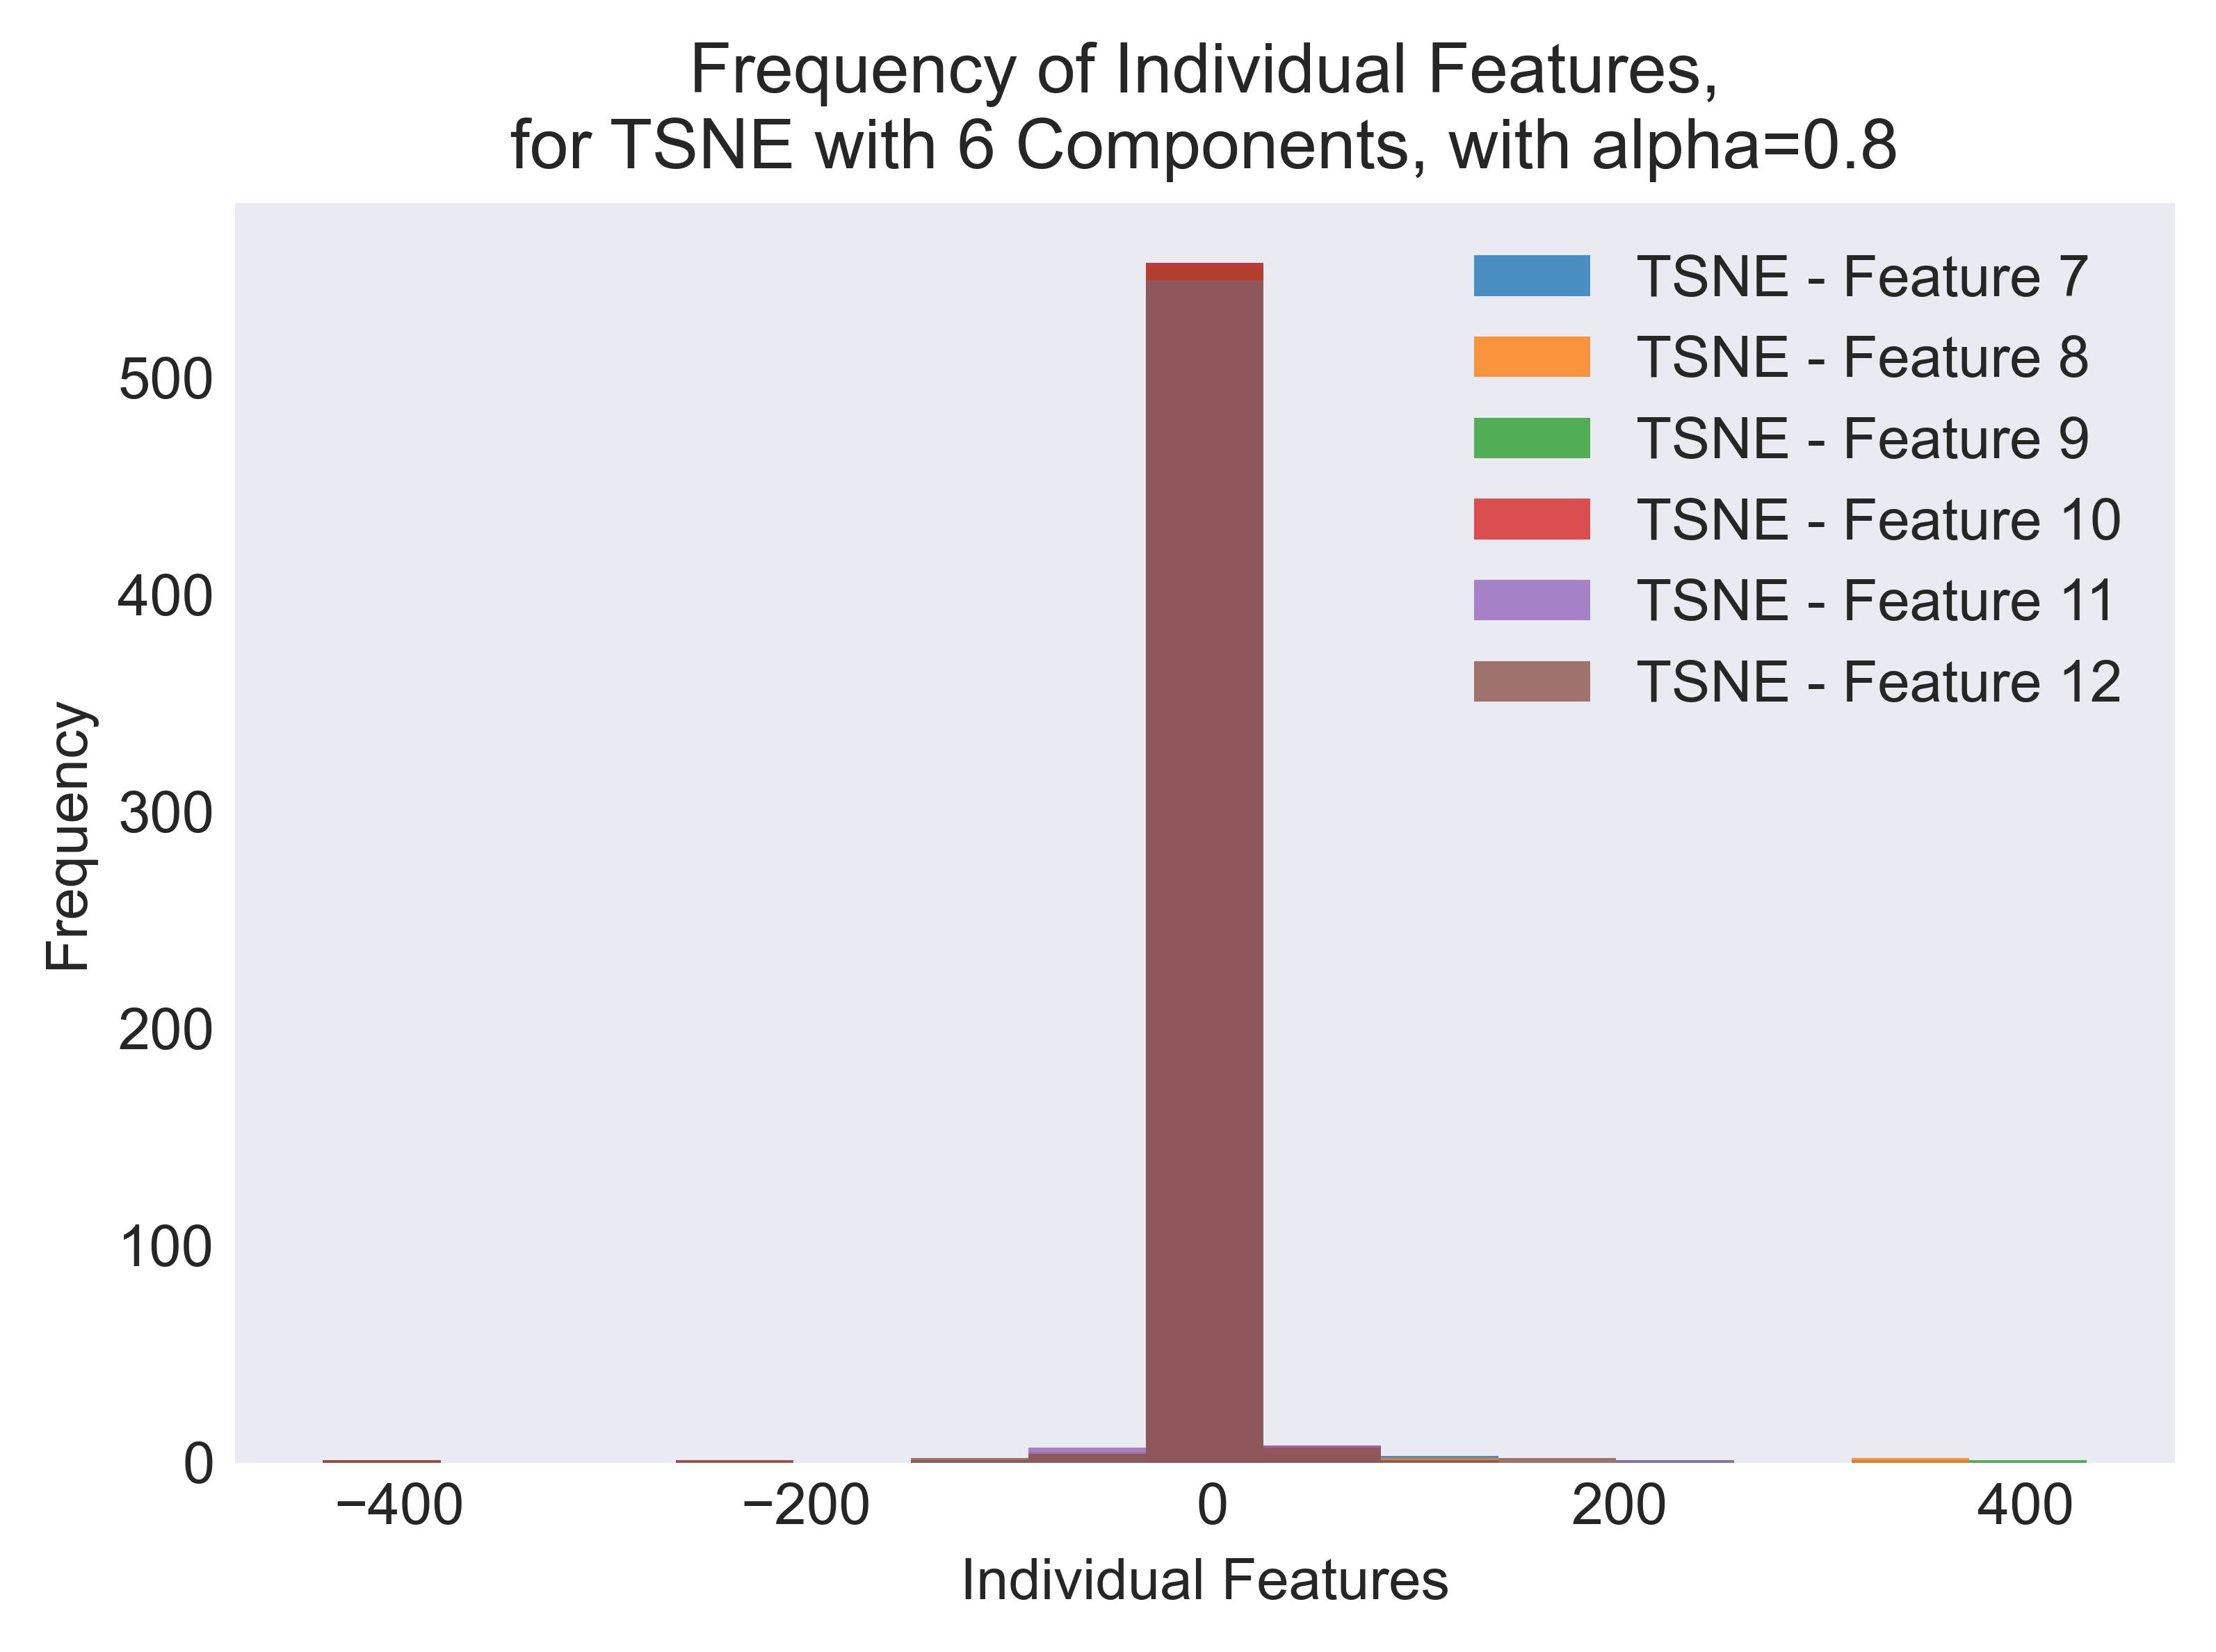 Frequency of Individual Features,
for TSNE with 6 Components, with alpha=0.8
TSNE - Feature 7
TSNE - Feature 8
TSNE - Feature 9
TSNE - Feature 10
TSNE - Feature 11
TSNE - Feature 12
Frequency
500
400
300
200
100
0
−400 −200 0 200 400
Individual Features